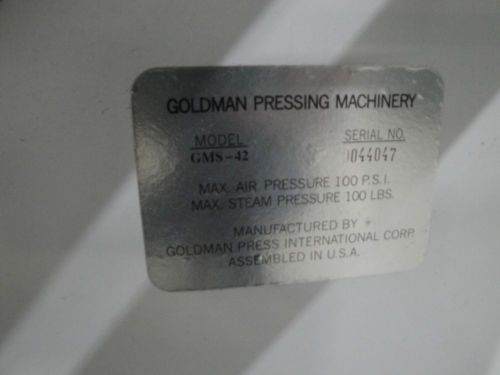 GOLDMAN PRESSING MACHINERY
MODEL SERIAL NO.
GMS-42 044047
MAX. AIR PRESSURE 100 P.S.I.
MAX. STEAM PRESSURE 100 LBS.
MANUFACTURED BY
GOLDMAN PRESS INTERNATIONAL CORP.
ASSEMBLED IN U.S.A.